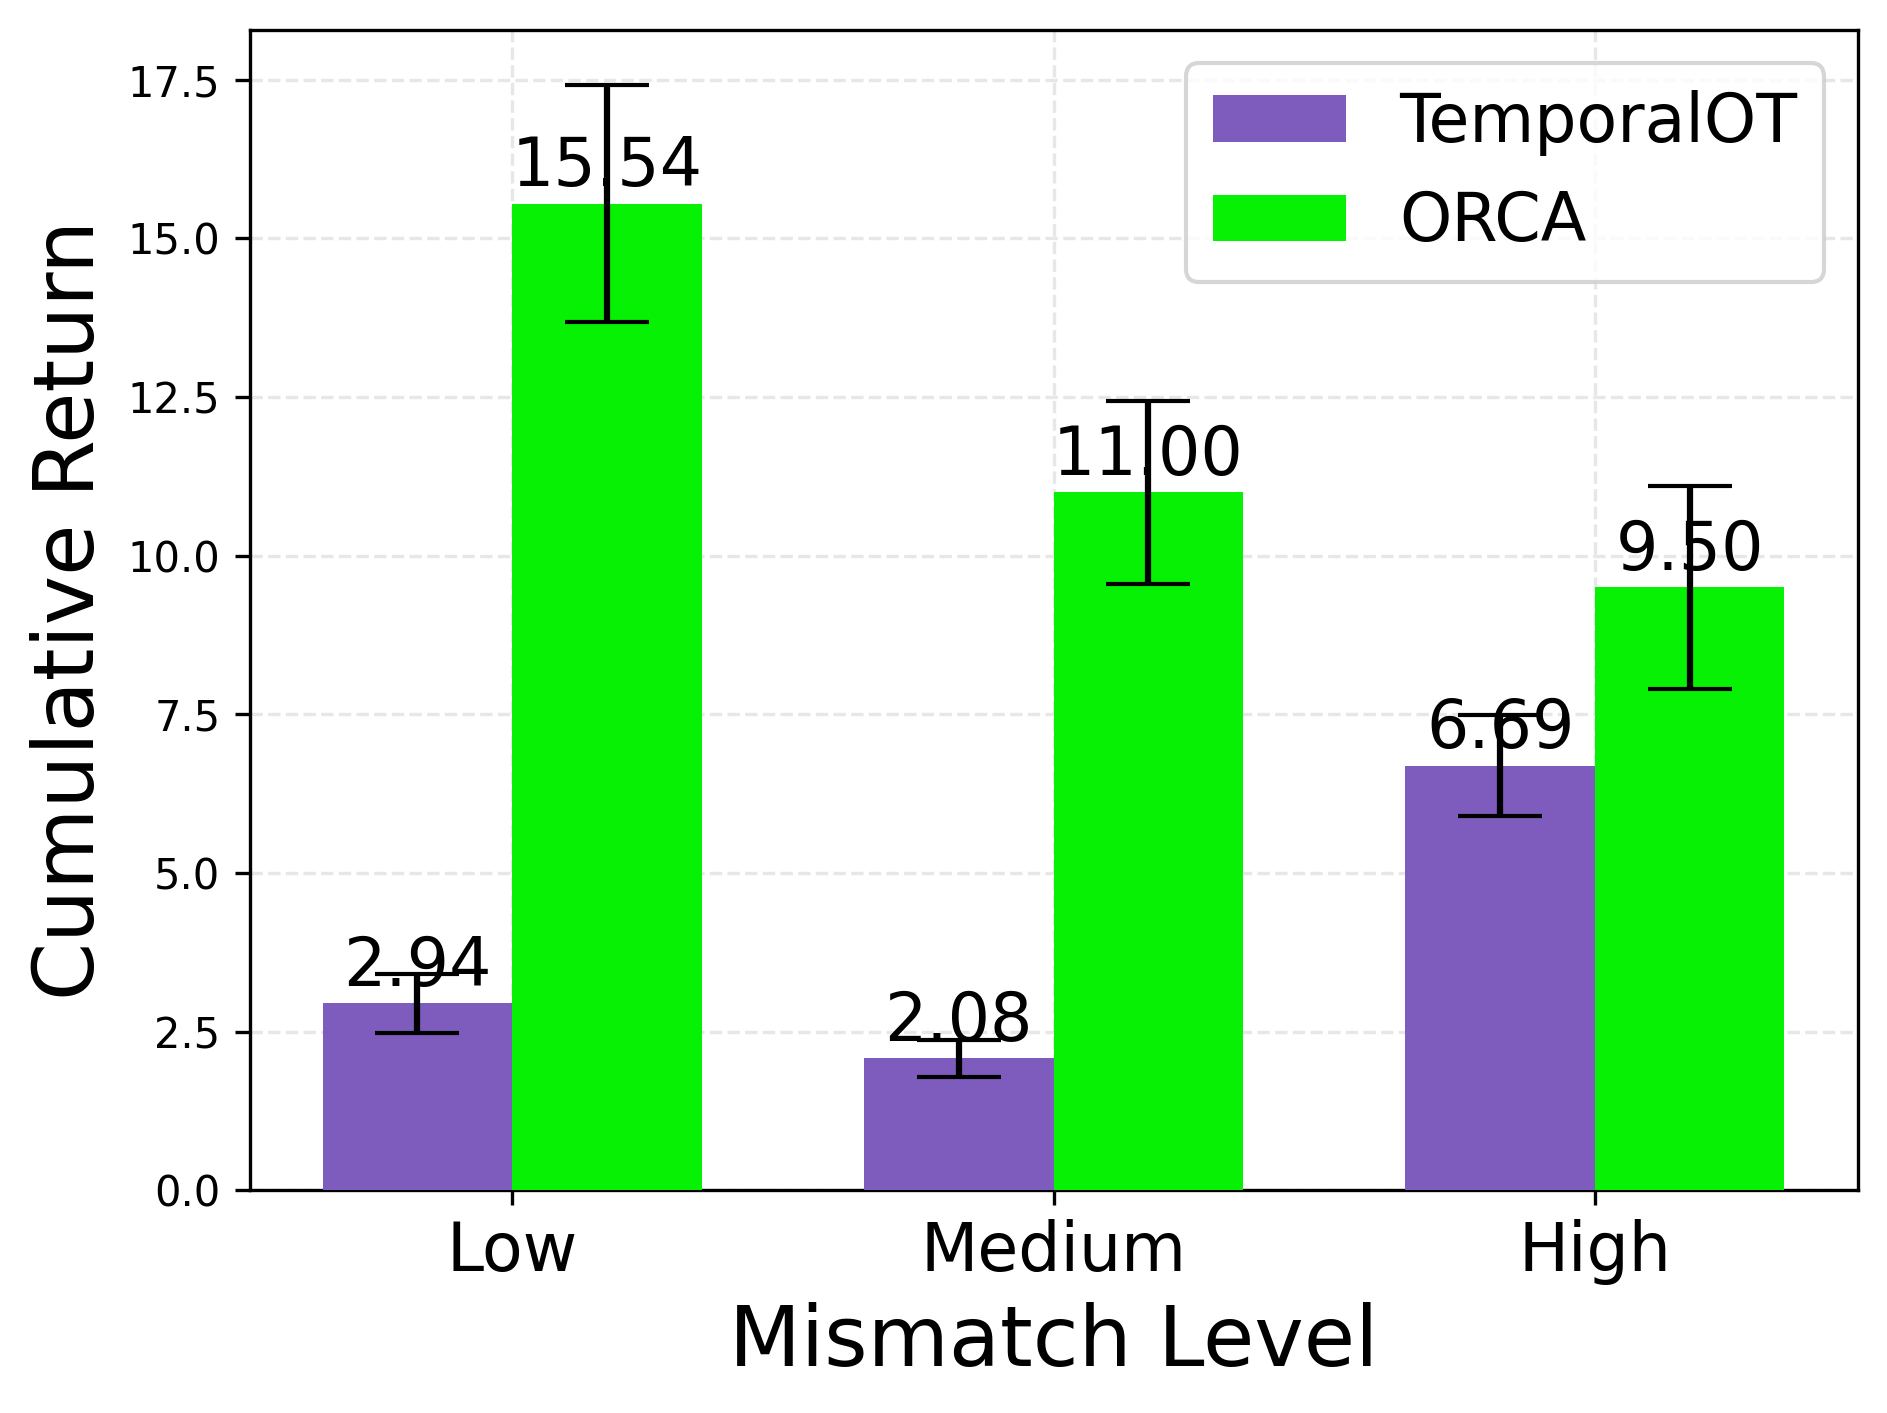 17.5
15.0
12.5
10.0
7.5
5.0
2.5
0.0
Cumulative Return
TemporalOT
ORCA
15.54
11.00
9.50
6.69
2.94
2.08
Low
Medium
High
Mismatch Level